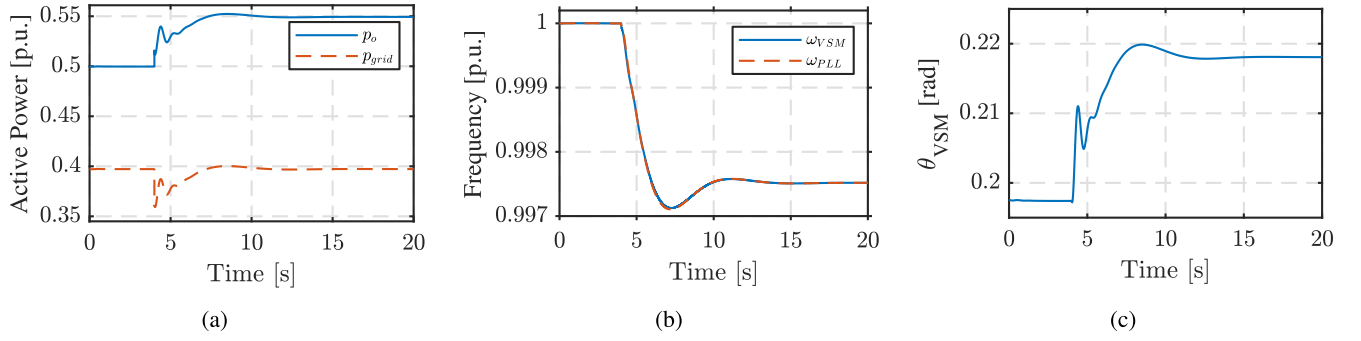 Active Power [p.u.]
0.55
0.5
0.45
0.4
0.35
p_o
p_grid
0 5 10 15 20
Time [s]
(a)
Frequency [p.u.]
1
0.999
0.998
0.997
ω_VSM
ω_PLL
0 5 10 15 20
Time [s]
(b)
θ_VSM [rad]
0.22
0.21
0.2
0 5 10 15 20
Time [s]
(c)